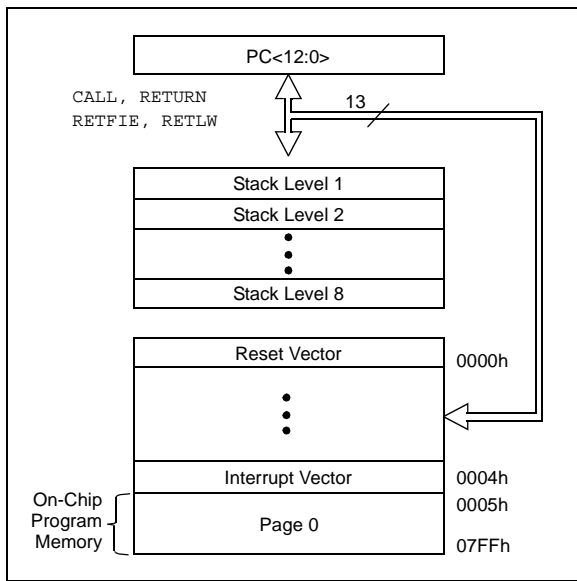 PC<12:0>
CALL, RETURN
RETFIE, RETLW
13
Stack Level 1
Stack Level 2
Stack Level 8
Reset Vector
0000h
Interrupt Vector
0004h
On-Chip
Program
Memory
Page 0
0005h
07FFh